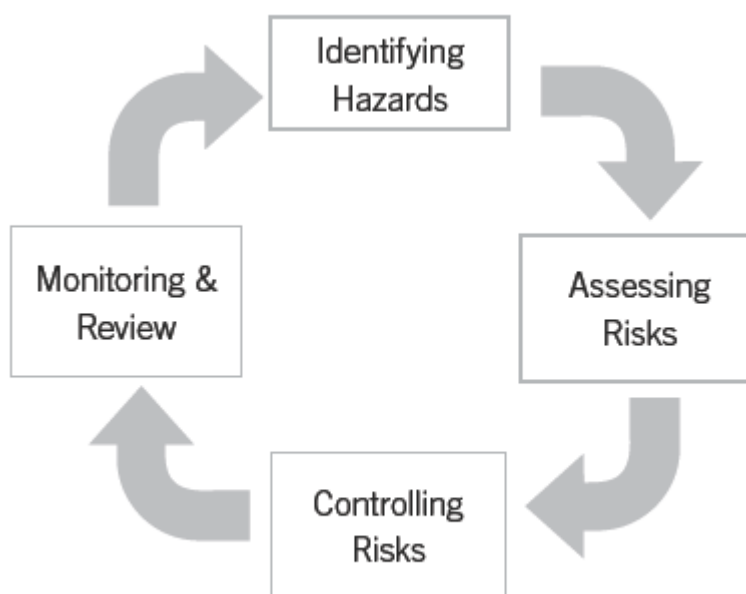 Identifying
Hazards
Assessing
Risks
Controlling
Risks
Monitoring &
Review